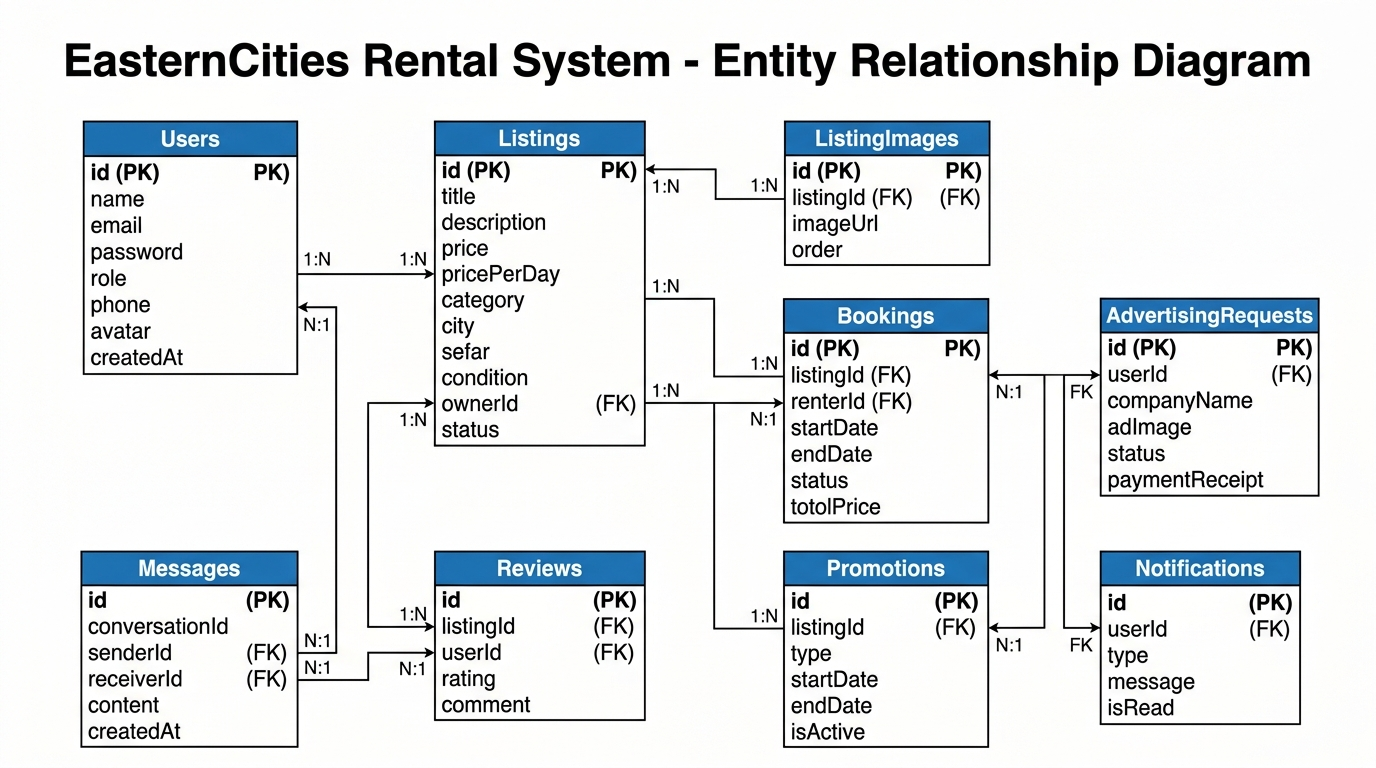 EasternCities Rental System - Entity Relationship Diagram
Users
id (PK) PK)
name
email
password
role
phone
avatar
createdAt
1:N 1:N
N:1
Listings
id (PK) PK)
title
description
price
pricePerDay
category
city
sefar
condition
ownerId (FK)
status
1:N 1:N
1:N
1:N
1:N
N:1
1:N
ListingImages
id (PK) PK)
listingId (FK) (FK)
imageUrl
order
Bookings
id (PK) PK)
listingId (FK)
renterId (FK)
startDate
endDate
status
totolPrice
N:1 FK
AdvertisingRequests
id (PK) PK)
userId (FK)
companyName
adImage
status
paymentReceipt
Messages
id (PK)
conversationId
senderId (FK)
receiverId (FK)
content
createdAt
N:1
N:1
1:N
N:1
Reviews
id (PK)
listingId (FK)
userId (FK)
rating
comment
1:N
Promotions
id (PK)
listingId (FK)
type
startDate
endDate
isActive
N:1 FK
Notifications
id (PK)
userId (FK)
type
message
isRead